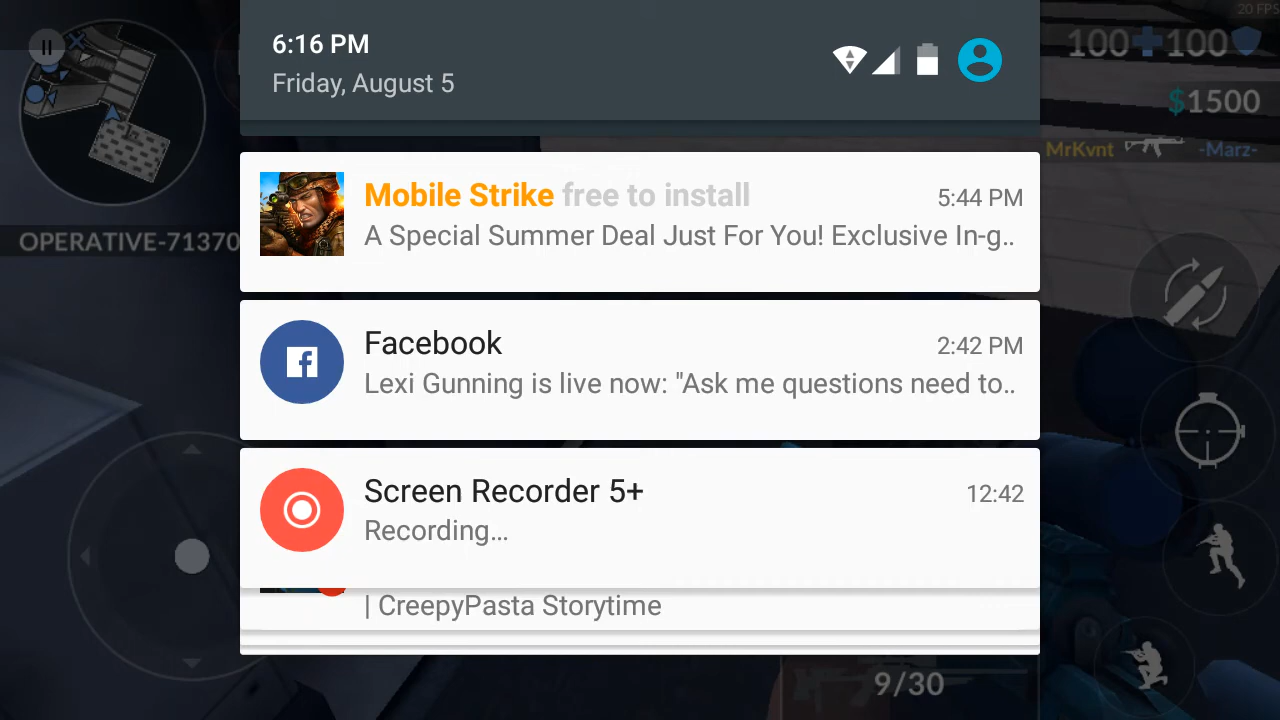 20 FPS
6:16 PM
Friday, August 5
100 100
$1500
MrKvnt -Marz-
OPERATIVE-71370
Mobile Strike free to install 5:44 PM
A Special Summer Deal Just For You! Exclusive In-g..
Facebook 2:42 PM
Lexi Gunning is live now: "Ask me questions need to..
Screen Recorder 5+ 12:42
Recording...
| CreepyPasta Storytime
9/30